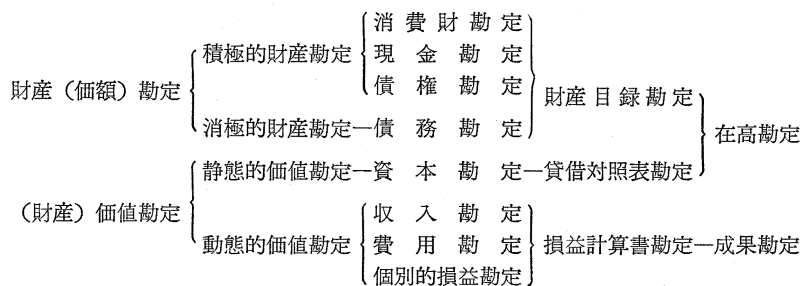 消費財勘定
積極的財産勘定 現金勘定
債権勘定
財産（価額）勘定 財産目録勘定
消極的財産勘定―債務勘定 在高勘定
静態的価値勘定―資本勘定―貸借対照表勘定
（財産）価値勘定 収入勘定
動態的価値勘定 費用勘定 損益計算書勘定―成果勘定
個別的損益勘定